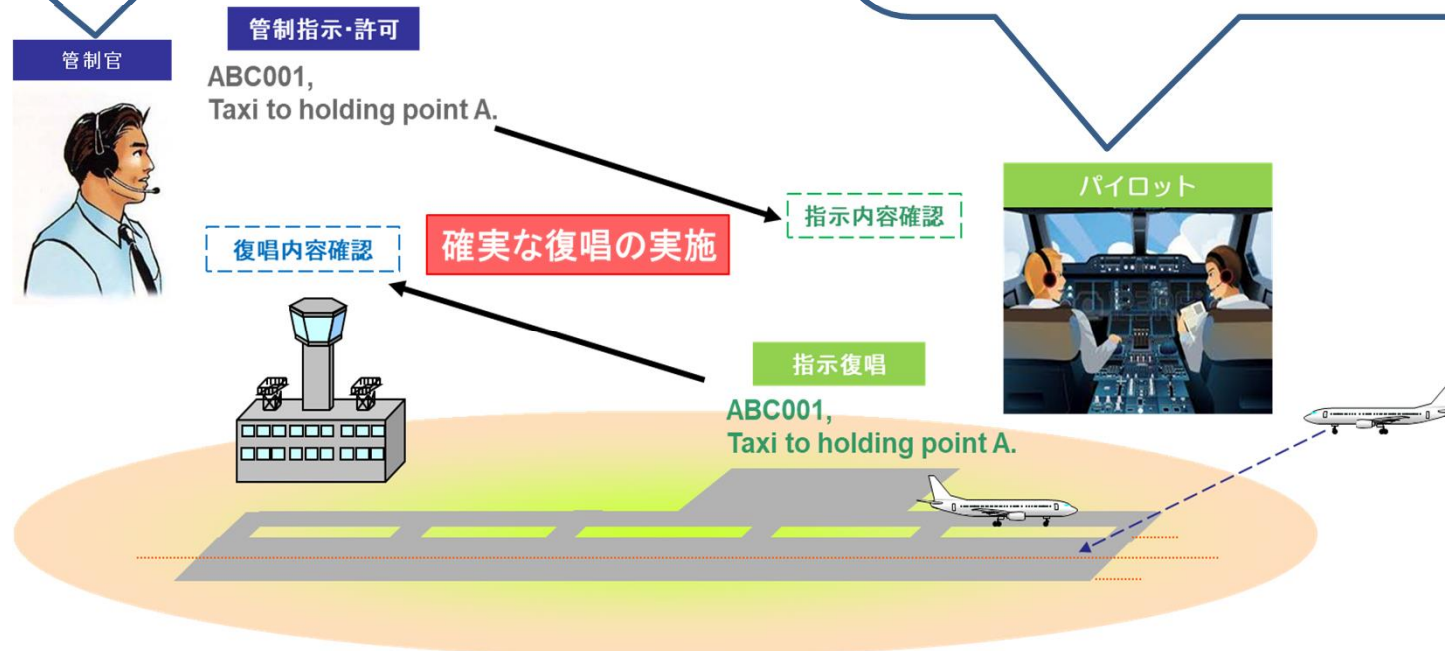 管制指示・許可
管制官
ABC001,
Taxi to holding point A.
パイロット
指示内容確認
確実な復唱の実施
復唱内容確認
指示復唱
ABC001,
Taxi to holding point A.